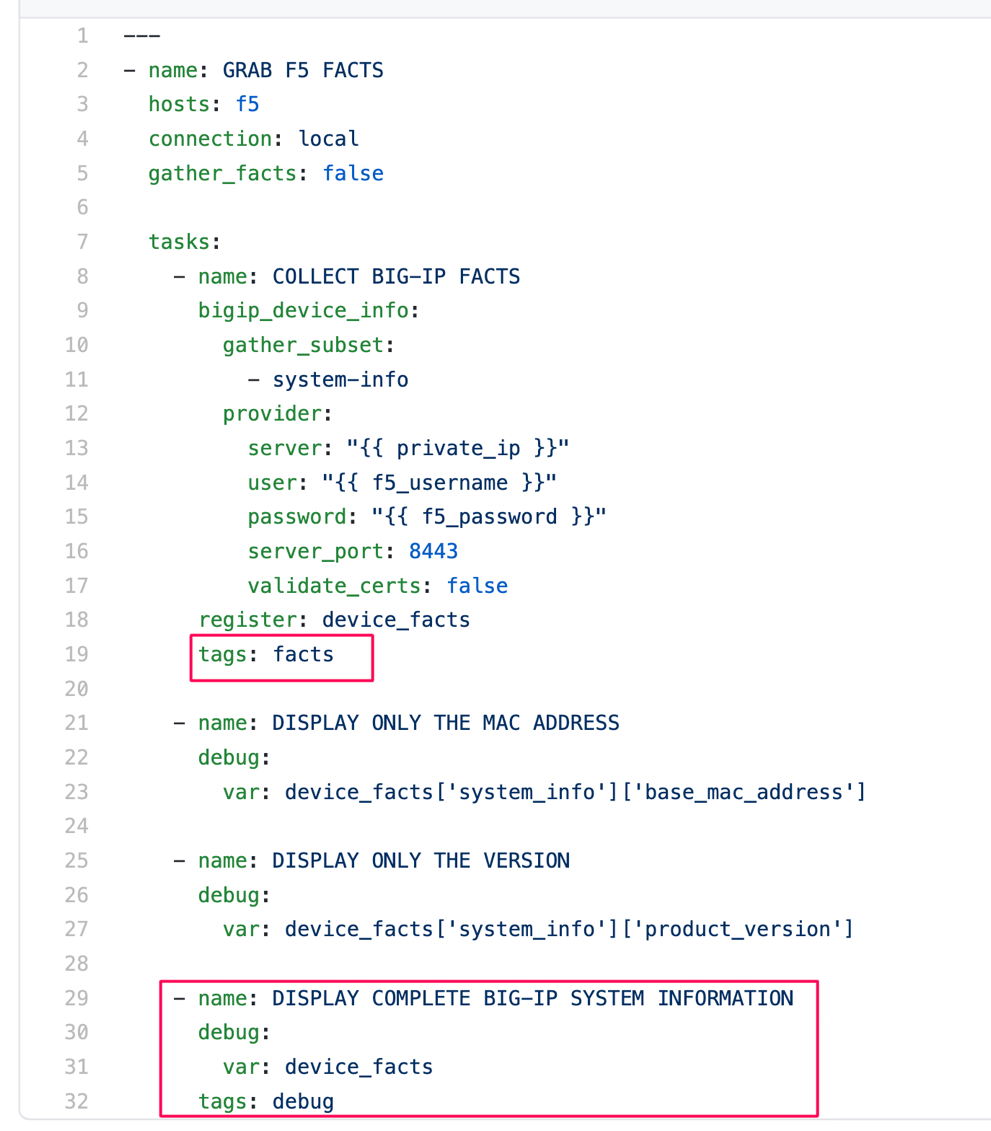 1 ---
2 - name: GRAB F5 FACTS
3 hosts: f5
4 connection: local
5 gather_facts: false
6
7 tasks:
8 - name: COLLECT BIG-IP FACTS
9 bigip_device_info:
10 gather_subset:
11 - system-info
12 provider:
13 server: "{{ private_ip }}"
14 user: "{{ f5_username }}"
15 password: "{{ f5_password }}"
16 server_port: 8443
17 validate_certs: false
18 register: device_facts
19 tags: facts
20
21 - name: DISPLAY ONLY THE MAC ADDRESS
22 debug:
23 var: device_facts['system_info']['base_mac_address']
24
25 - name: DISPLAY ONLY THE VERSION
26 debug:
27 var: device_facts['system_info']['product_version']
28
29 - name: DISPLAY COMPLETE BIG-IP SYSTEM INFORMATION
30 debug:
31 var: device_facts
32 tags: debug